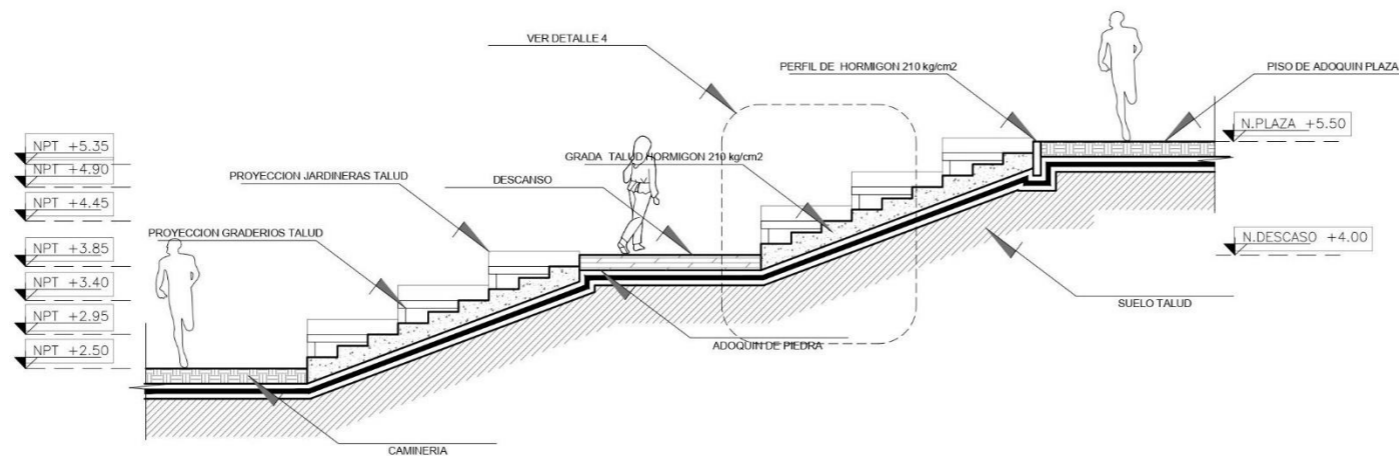 VER DETALLE 4
PERFIL DE HORMIGON 210 kg/cm2
PISO DE ADOQUIN PLAZA
N.PLAZA +5.50
NPT +5.35
NPT +4.90
NPT +4.45
NPT +3.85
NPT +3.40
NPT +2.95
NPT +2.50
GRADA TALUD HORMIGON 210 kg/cm2
PROYECCION JARDINERAS TALUD
DESCANSO
PROYECCION GRADERIOS TALUD
N.DESCASO +4.00
SUELO TALUD
ADOQUIN DE PIEDRA
CAMINERIA